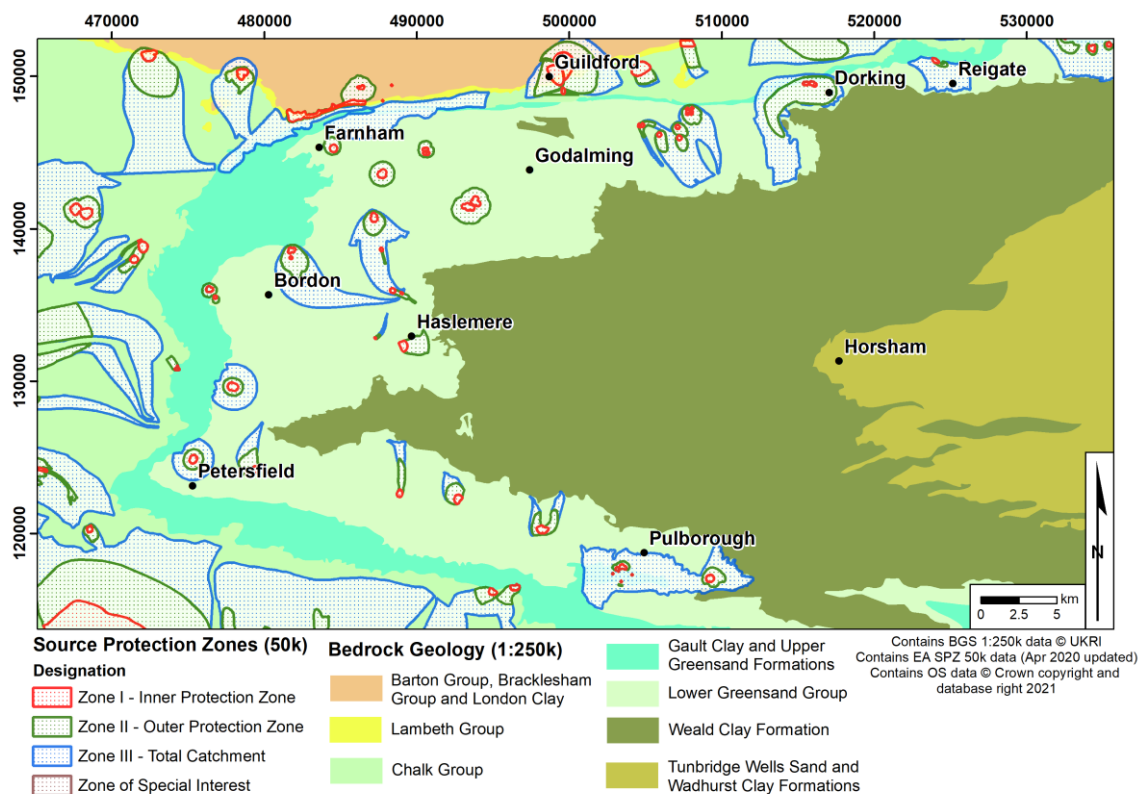 470000 480000 490000 500000 510000 520000 530000
150000
140000
130000
120000
Guildford
Dorking
Reigate
Farnham
Godalming
Bordon
Haslemere
Horsham
Petersfield
Pulborough
N
km
0 2.5 5
Source Protection Zones (50k)
Designation
Zone I - Inner Protection Zone
Zone II - Outer Protection Zone
Zone III - Total Catchment
Zone of Special Interest
Bedrock Geology (1:250k)
Barton Group, Bracklesham
Group and London Clay
Lambeth Group
Chalk Group
Gault Clay and Upper
Greensand Formations
Lower Greensand Group
Weald Clay Formation
Tunbridge Wells Sand and
Wadhurst Clay Formations
Contains BGS 1:250k data © UKRI
Contains EA SPZ 50k data (Apr 2020 updated)
Contains OS data © Crown copyright and
database right 2021